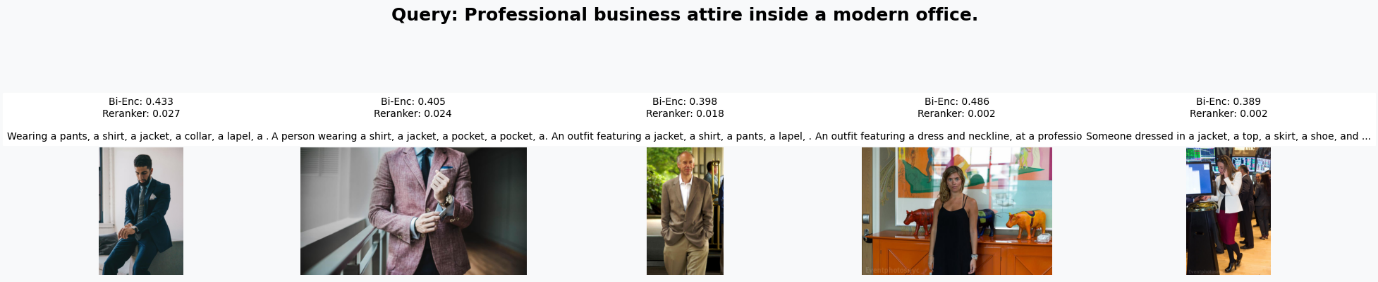 Query: Professional business attire inside a modern office.
Bi-Enc: 0.433
Reranker: 0.027
Wearing a pants, a shirt, a jacket, a collar, a lapel, a .
Bi-Enc: 0.405
Reranker: 0.024
A person wearing a shirt, a jacket, a pocket, a pocket, a.
Bi-Enc: 0.398
Reranker: 0.018
An outfit featuring a jacket, a shirt, a pants, a lapel, .
Bi-Enc: 0.486
Reranker: 0.002
An outfit featuring a dress and neckline, at a professio
Bi-Enc: 0.389
Reranker: 0.002
Someone dressed in a jacket, a top, a skirt, a shoe, and ...